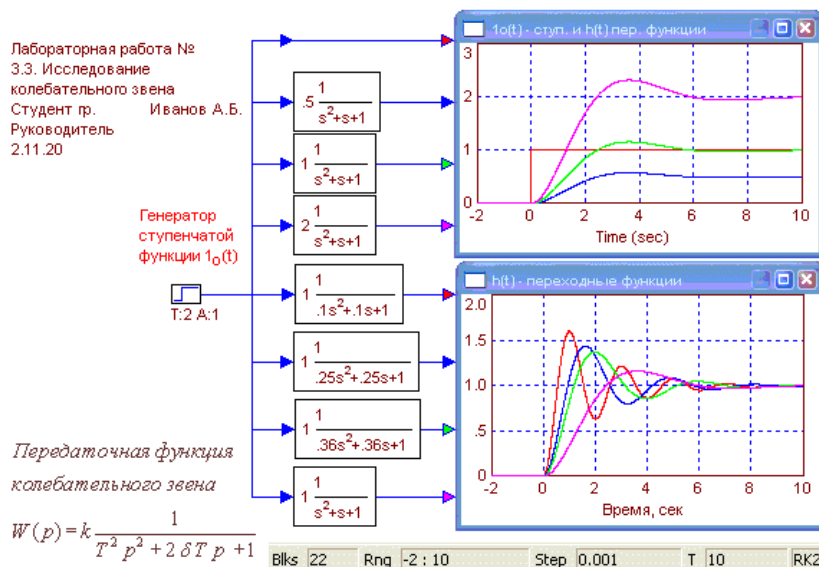 Лабораторная работа №
3.3. Исследование
колебательного звена
Студент гр. Иванов А.Б.
Руководитель
2.11.20
Генератор
ступенчатой
функции 1o(t)
T:2 A:1
.5 1/(s²+s+1)
1 1/(s²+s+1)
2 1/(s²+s+1)
1 1/(.1s²+.1s+1)
1 1/(.25s²+.25s+1)
1 1/(.36s²+.36s+1)
1 1/(s²+s+1)
1o(t) - ступ. и h(t) пер. функции
3
2
1
0
-2 0 2 4 6 8 10
Time (sec)
h(t) - переходные функции
2.0
1.5
1.0
.5
0
-2 0 2 4 6 8 10
Время, сек
Передаточная функция
колебательного звена
W(p)=k 1/(T² p²+2 δT p+1)
Blks 22 Rng -2 : 10 Step 0.001 T 10 RK2